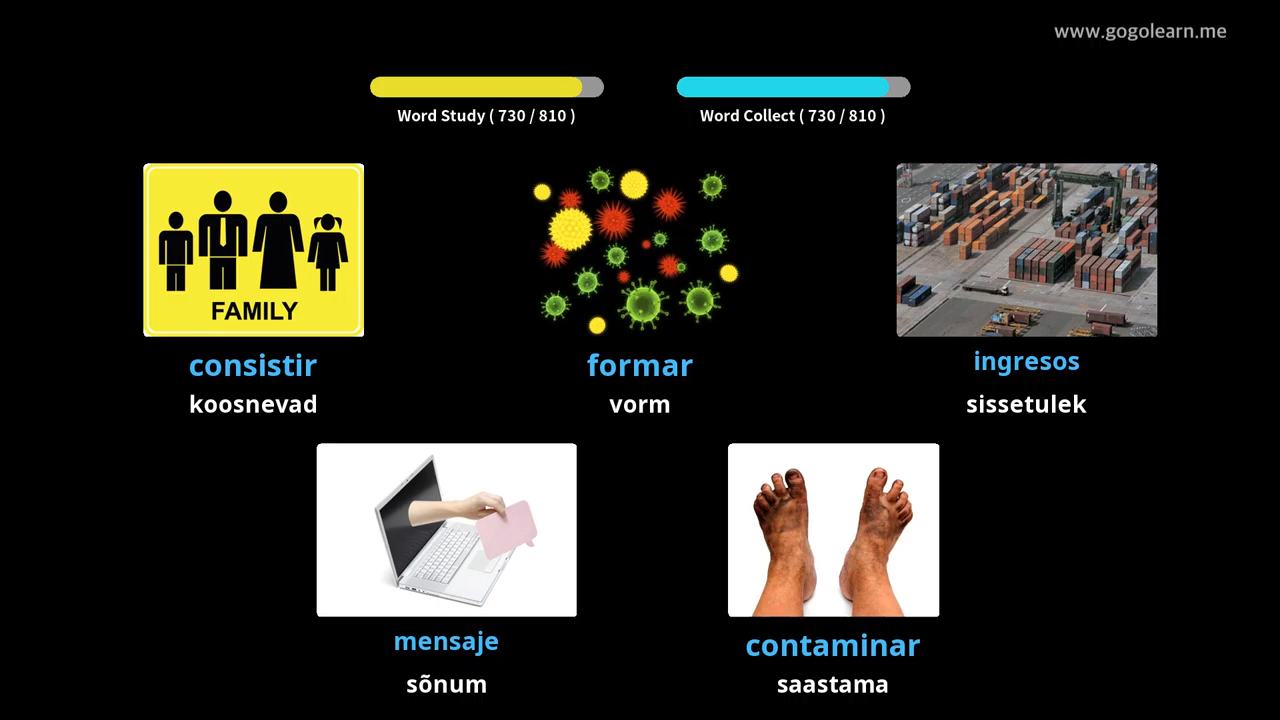 www.gogolearn.me
Word Study ( 730 / 810 )
Word Collect ( 730 / 810 )
FAMILY
consistir
koosnevad
formar
vorm
ingresos
sissetulek
mensaje
sõnum
contaminar
saastama